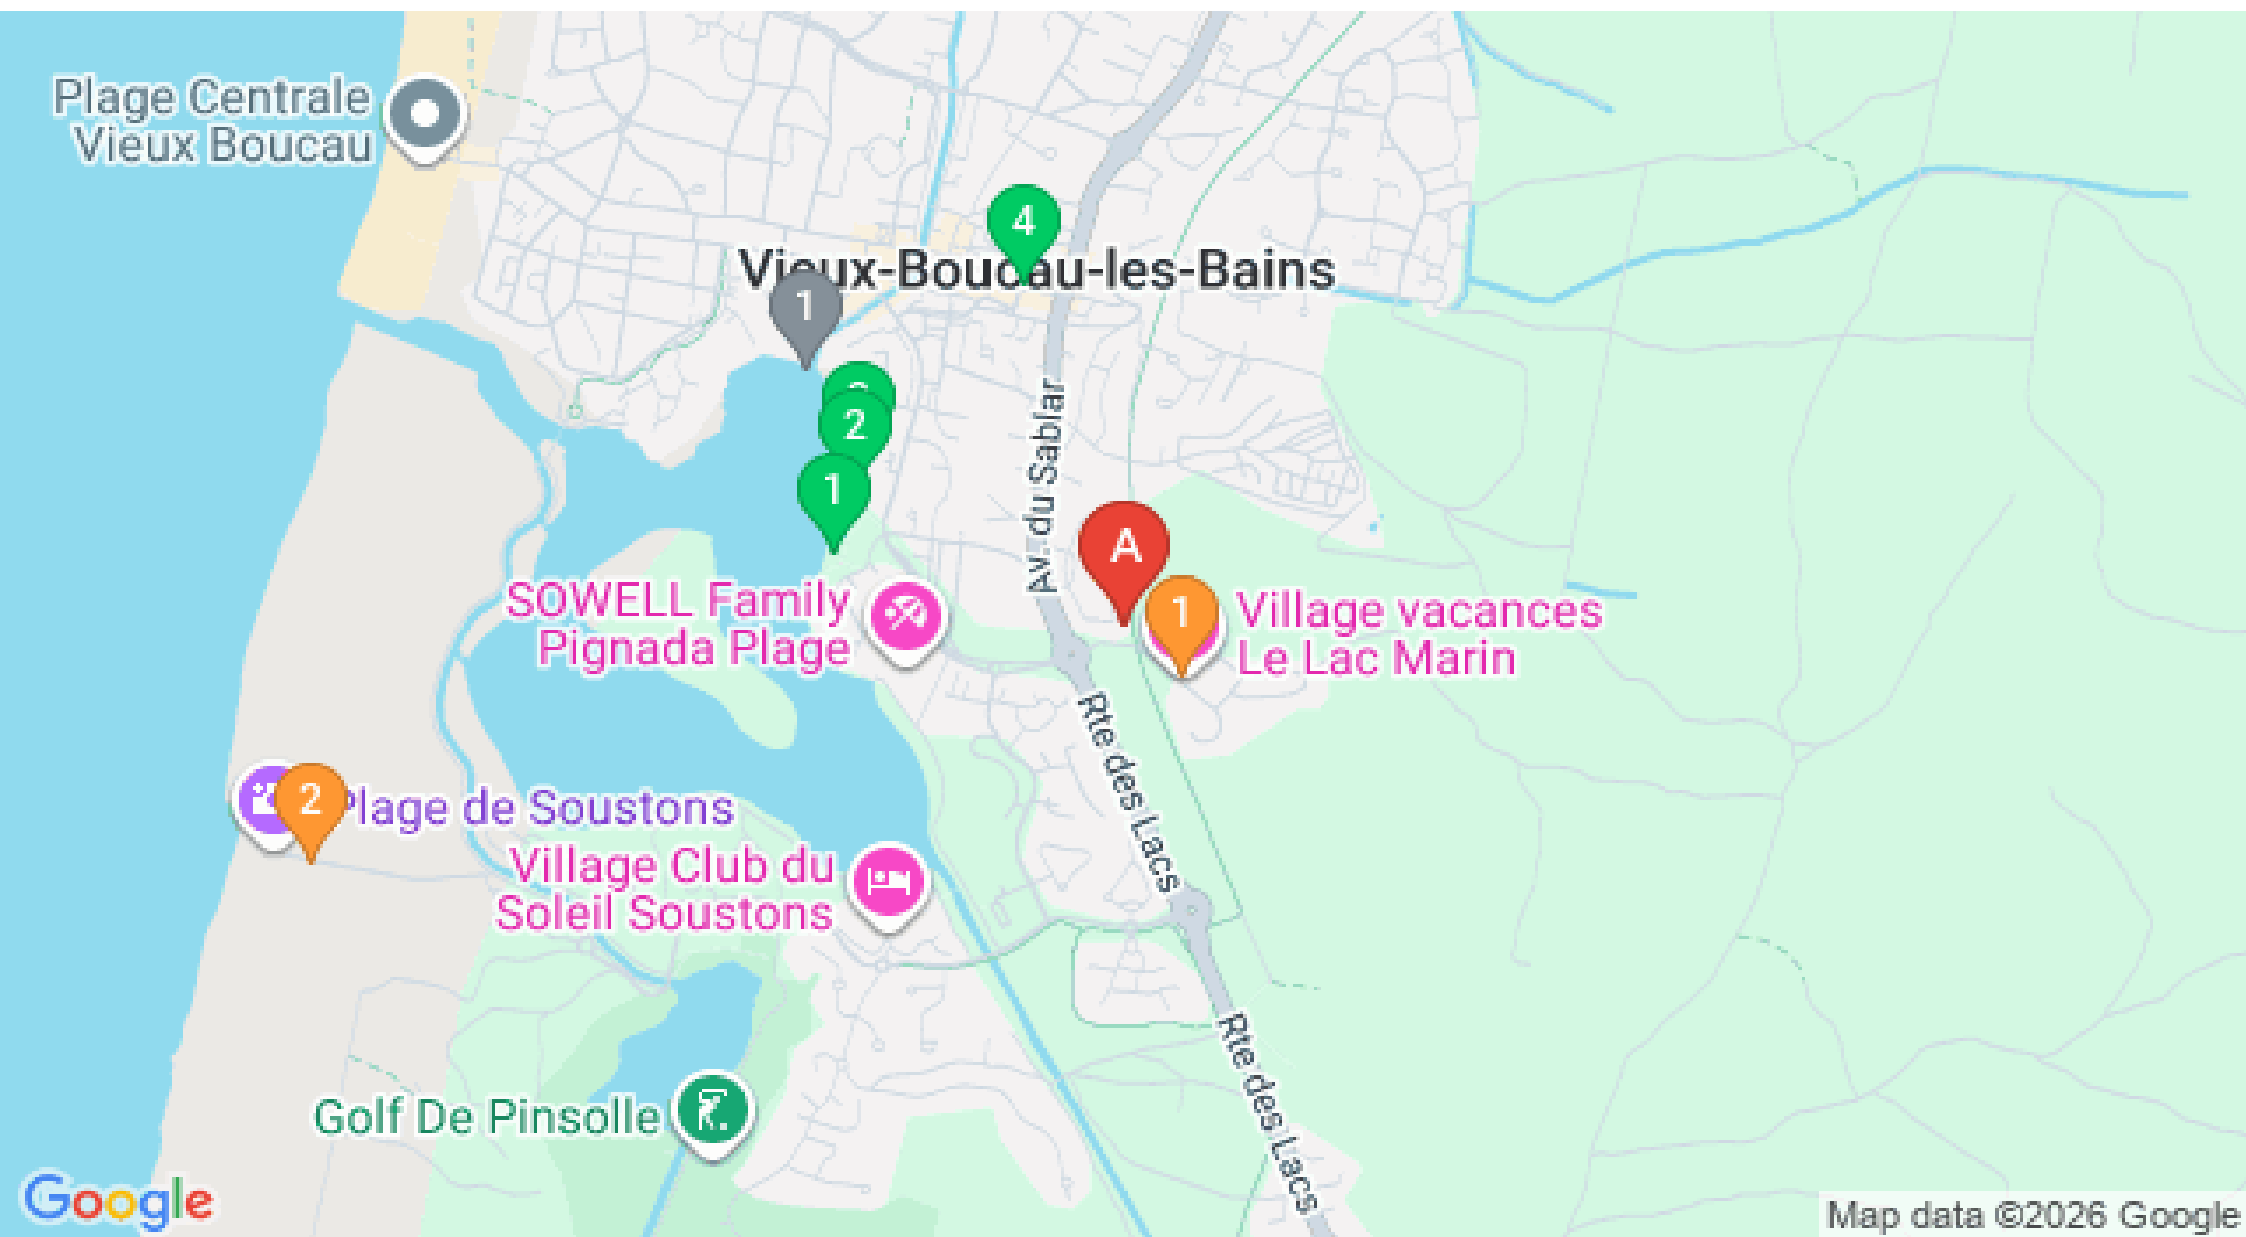 Plage Centrale
Vieux Boucau
4
Vieux-Boucau-les-Bains
1
2
1
Av. du Sablar
A
SOWELL Family
Pignada Plage
1
Village vacances
Le Lac Marin
Rte des Lacs
2
Plage de Soustons
Village Club du
Soleil Soustons
Rte des Lacs
Golf De Pinsolle
Google
Map data ©2026 Google